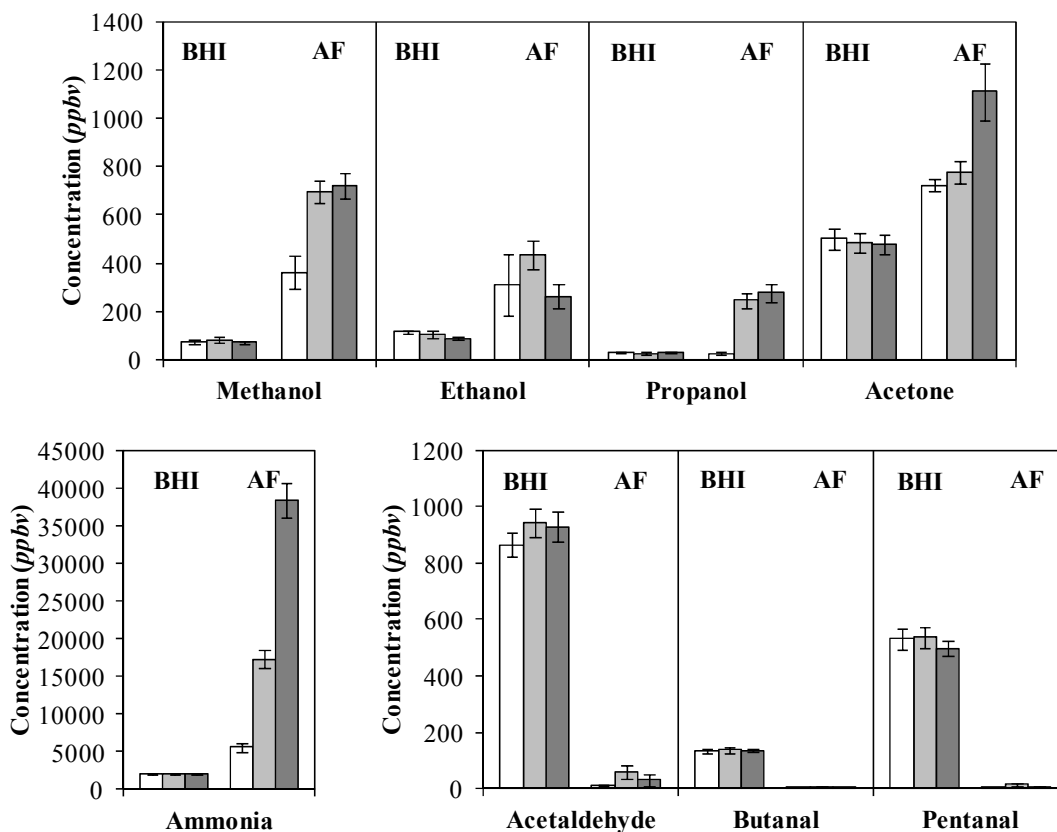 1400
1200
1000
800
600
400
200
0
Concentration (ppbv)
BHI AF BHI AF BHI AF BHI AF
Methanol Ethanol Propanol Acetone
45000
40000
35000
30000
25000
20000
15000
10000
5000
0
Concentration (ppbv)
BHI AF
Ammonia
1200
1000
800
600
400
200
0
Concentration (ppbv)
BHI AF BHI AF BHI AF
Acetaldehyde Butanal Pentanal